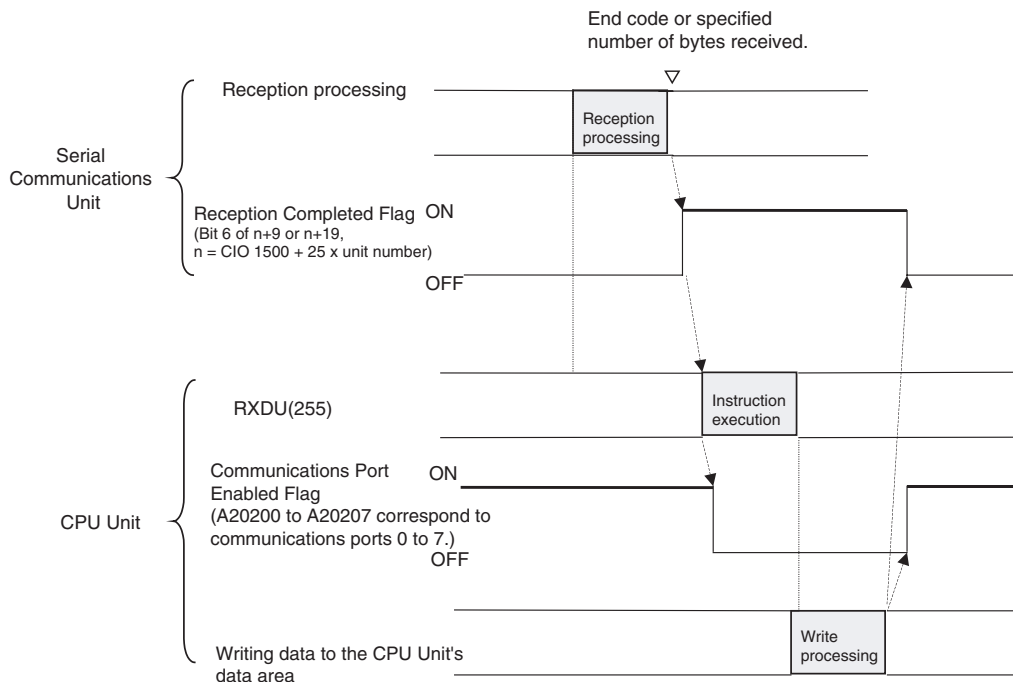 End code or specified
number of bytes received.
Reception processing
Reception
processing
Serial
Communications
Unit
Reception Completed Flag
(Bit 6 of n+9 or n+19,
n = CIO 1500 + 25 x unit number)
ON
OFF
RXDU(255)
Instruction
execution
CPU Unit
Communications Port
Enabled Flag
(A20200 to A20207 correspond to
communications ports 0 to 7.)
ON
OFF
Writing data to the CPU Unit's
data area
Write
processing